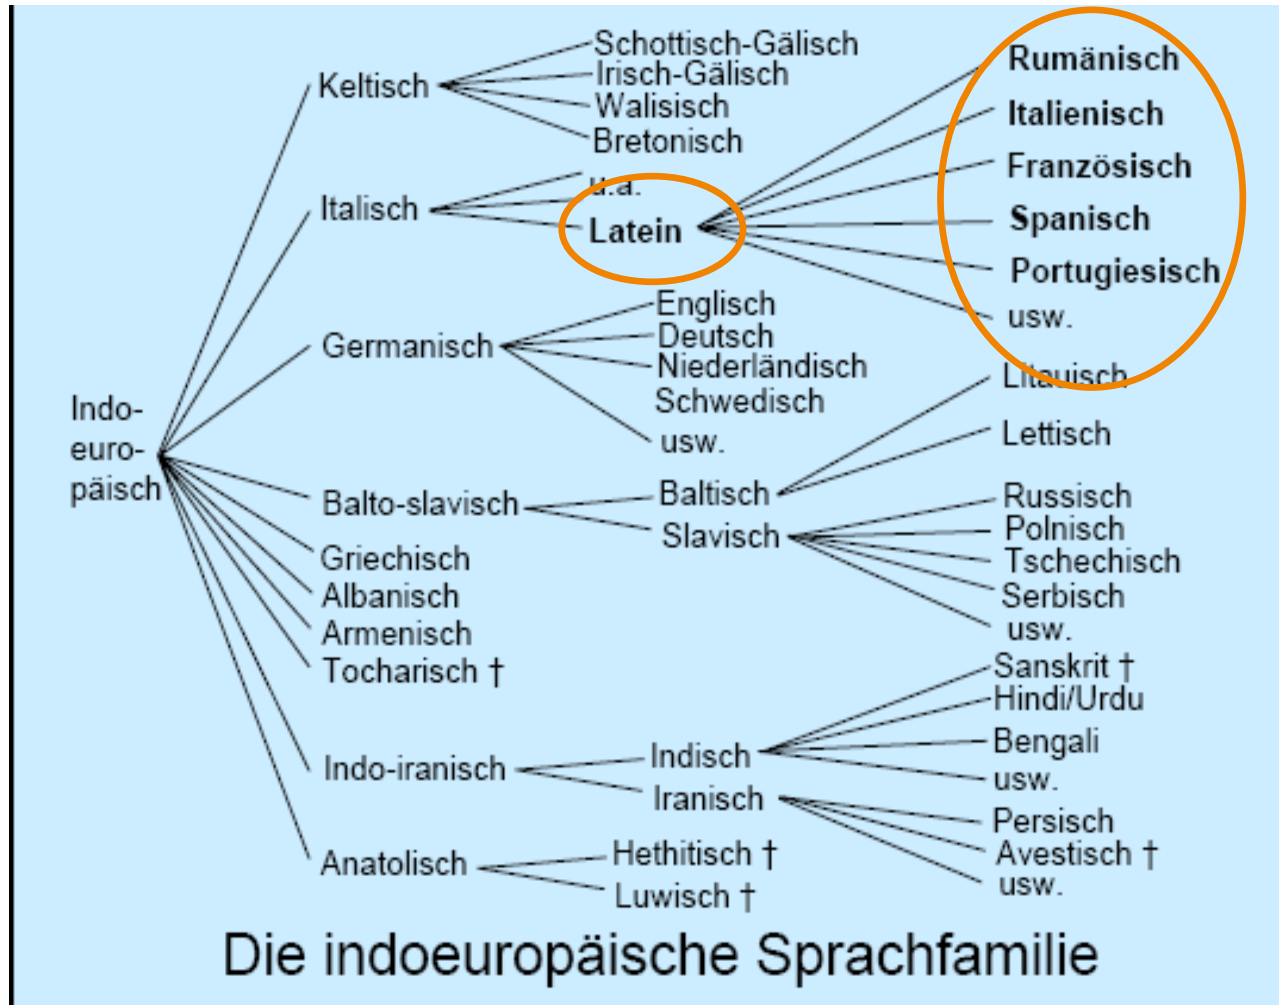 Schottisch-Gälisch
Irisch-Gälisch
Walisisch
Bretonisch
Keltisch
u.a.
Italisch
Latein
Rumänisch
Italienisch
Französisch
Spanisch
Portugiesisch
usw.
Englisch
Deutsch
Niederländisch
Schwedisch
usw.
Germanisch
Indo-
euro-
päisch
Litauisch
Lettisch
Balto-slavisch
Baltisch
Slavisch
Russisch
Polnisch
Tschechisch
Serbisch
usw.
Griechisch
Albanisch
Armenisch
Tocharisch †
Sanskrit †
Hindi/Urdu
Bengali
usw.
Indo-iranisch
Indisch
Iranisch
Persisch
Avestisch †
usw.
Anatolisch
Hethitisch †
Luwisch †
Die indoeuropäische Sprachfamilie